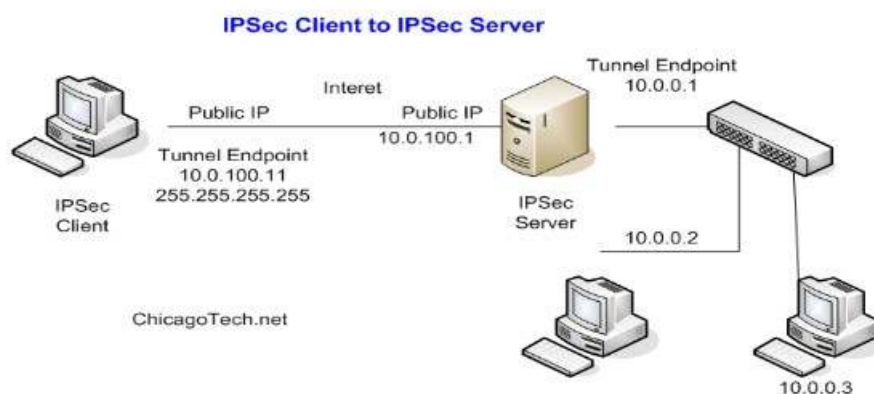 IPSec Client to IPSec Server
Tunnel Endpoint
10.0.0.1
Interet
Public IP
Public IP
10.0.100.1
Tunnel Endpoint
10.0.100.11
255.255.255.255
IPSec
Client
IPSec
Server
10.0.0.2
ChicagoTech.net
10.0.0.3